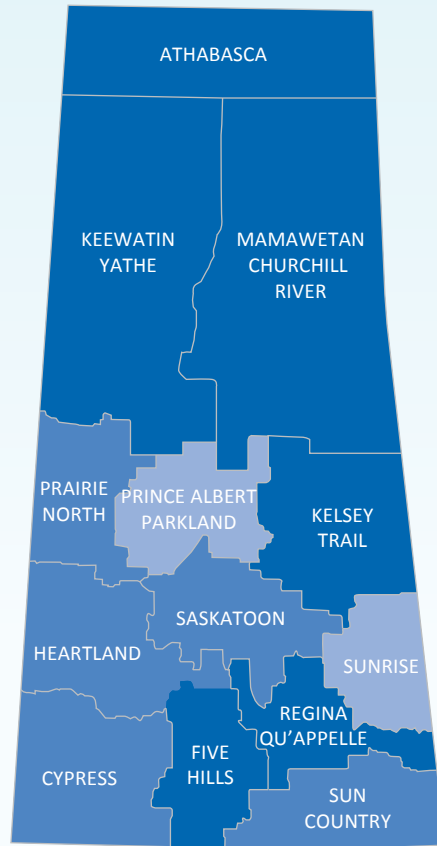 ATHABASCA
KEEWATIN
YATHE
MAMAWETAN
CHURCHILL
RIVER
PRAIRIE
NORTH
PRINCE ALBERT
PARKLAND
KELSEY
TRAIL
SASKATOON
HEARTLAND
SUNRISE
REGINA
QU’APPELLE
FIVE
HILLS
CYPRESS
SUN
COUNTRY